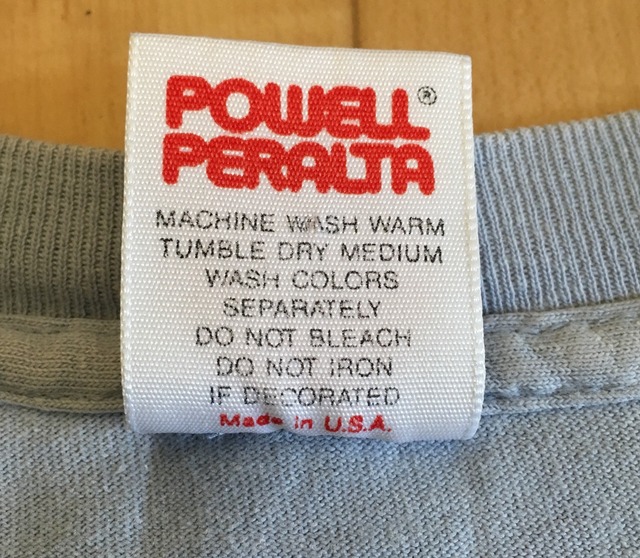 POWELL ®
PERALTA
MACHINE WASH WARM
TUMBLE DRY MEDIUM
WASH COLORS
SEPARATELY
DO NOT BLEACH
DO NOT IRON
IF DECORATED
Made in U.S.A.